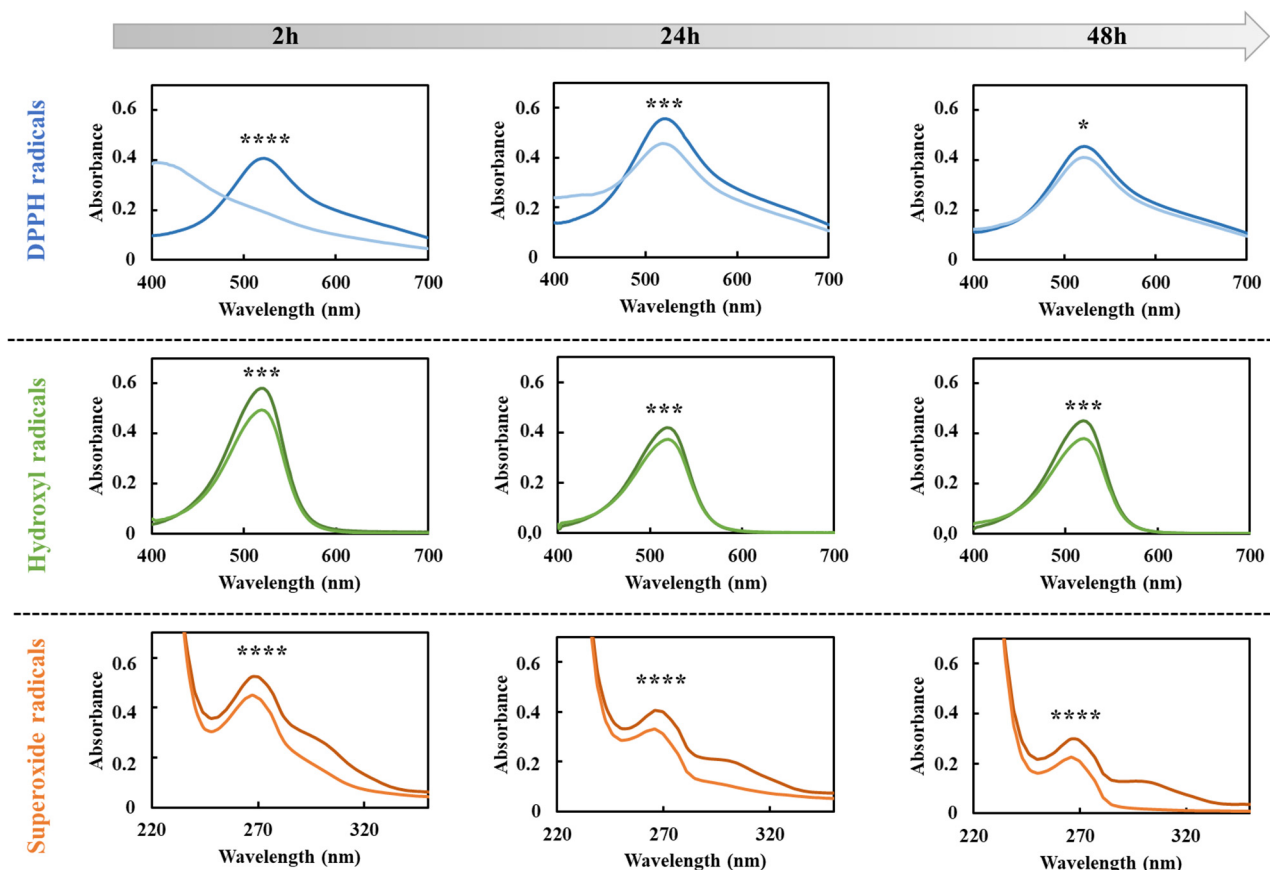 2h 24h 48h
DPPH radicals
Absorbance
0.6
0.4
0.2
0
****
400 500 600 700
Wavelength (nm)
Absorbance
0.6
0.4
0.2
0
***
400 500 600 700
Wavelength (nm)
Absorbance
0.6
0.4
0.2
0
*
400 500 600 700
Wavelength (nm)
Hydroxyl radicals
Absorbance
0.6
0.4
0.2
0
***
400 500 600 700
Wavelength (nm)
Absorbance
0.6
0.4
0.2
0,0
***
400 500 600 700
Wavelength (nm)
Absorbance
0.6
0.4
0.2
0,0
***
400 500 600 700
Wavelength (nm)
Superoxide radicals
Absorbance
0.6
0.4
0.2
0
****
220 270 320
Wavelength (nm)
Absorbance
0.6
0.4
0.2
0
****
220 270 320
Wavelength (nm)
Absorbance
0.6
0.4
0.2
0
****
220 270 320
Wavelength (nm)